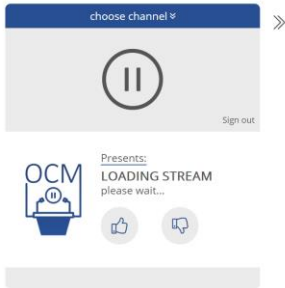 choose channel
Sign out
OCM
Presents:
LOADING STREAM
please wait...